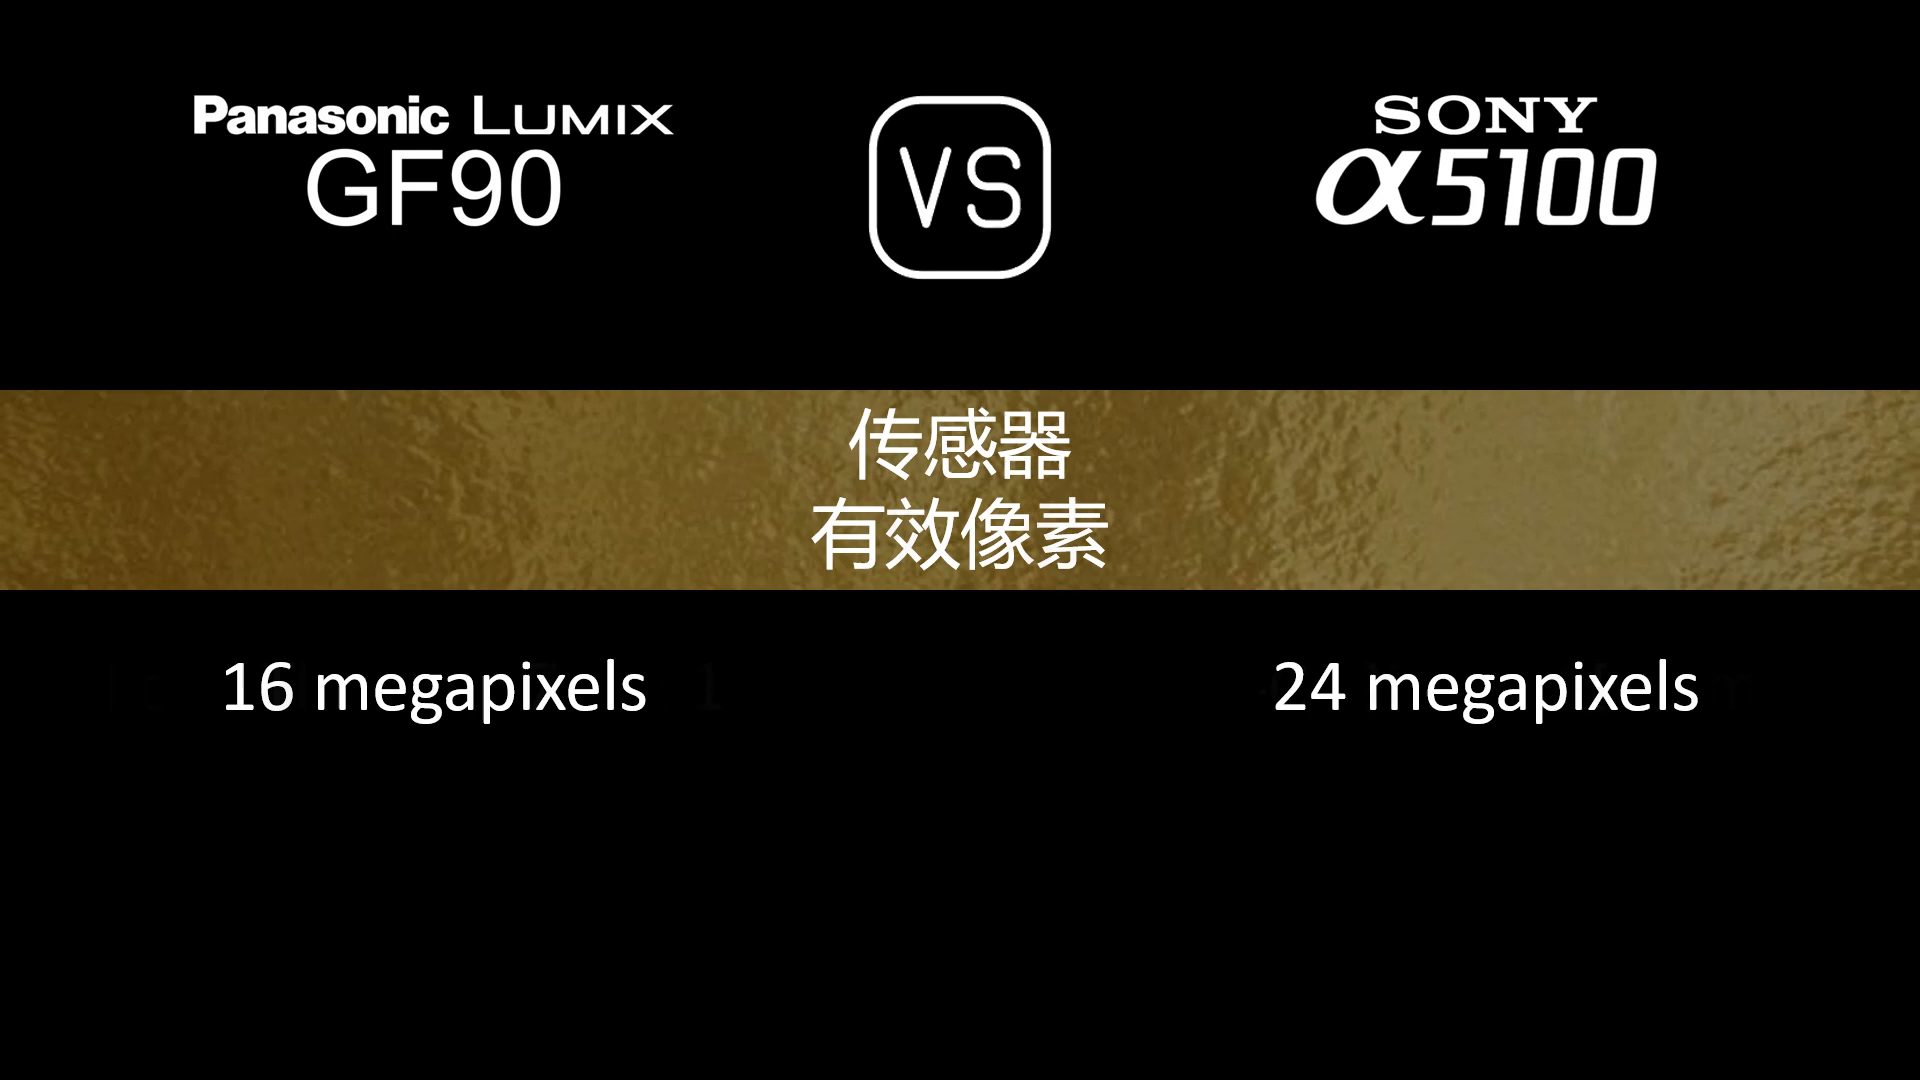 Panasonic LUMIX
GF90
VS
SONY
α5100
传感器
有效像素
16 megapixels
24 megapixels